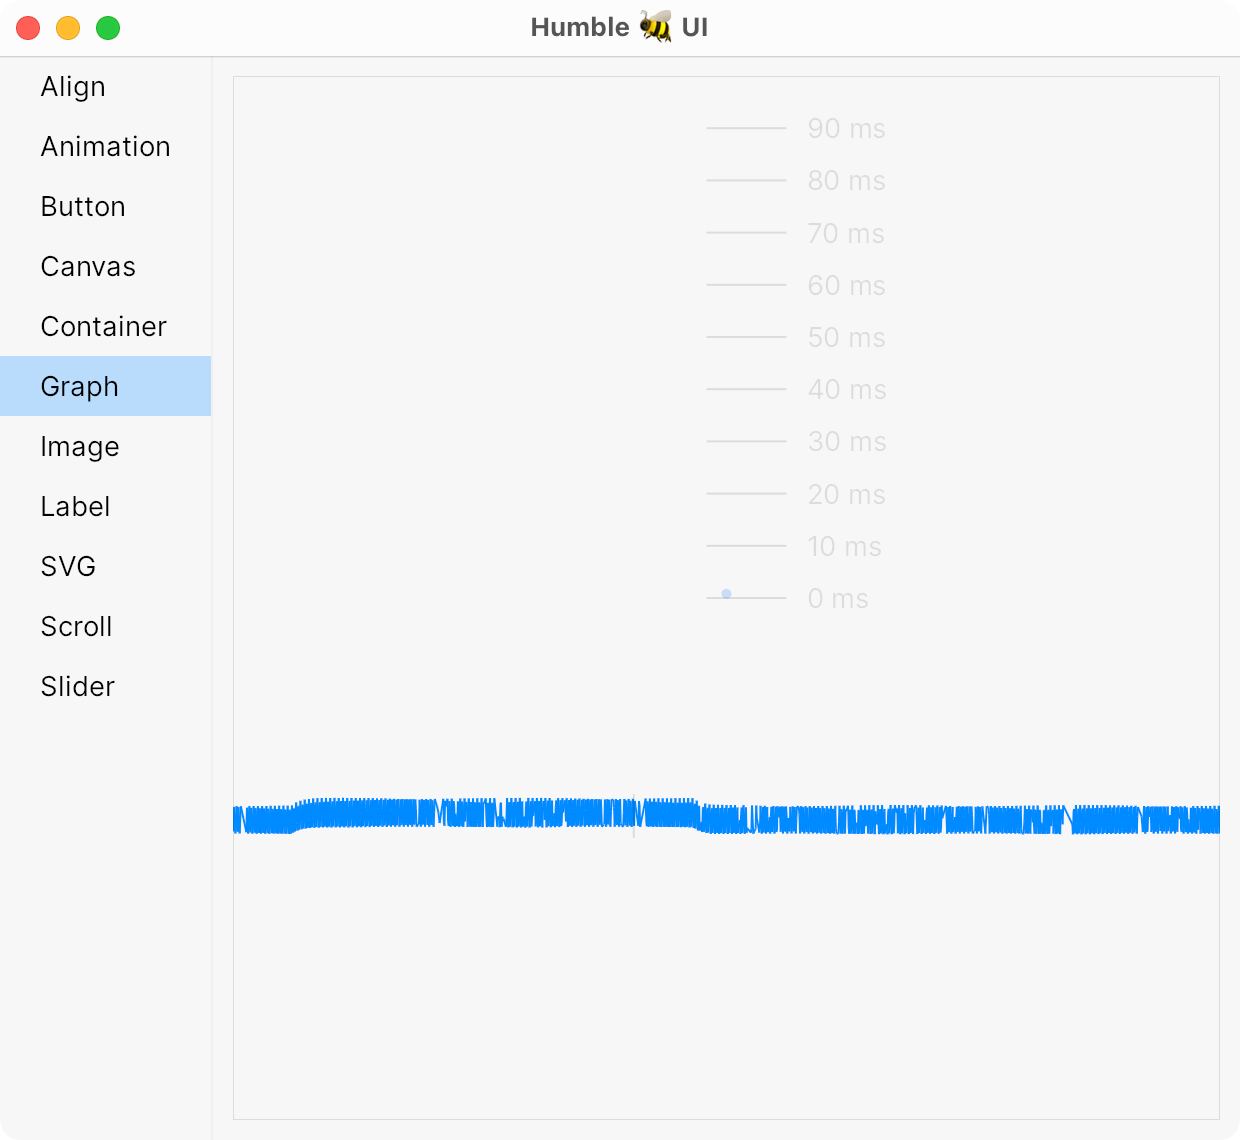 Humble 🐝 UI
Align
Animation
Button
Canvas
Container
Graph
Image
Label
SVG
Scroll
Slider
90 ms
80 ms
70 ms
60 ms
50 ms
40 ms
30 ms
20 ms
10 ms
0 ms